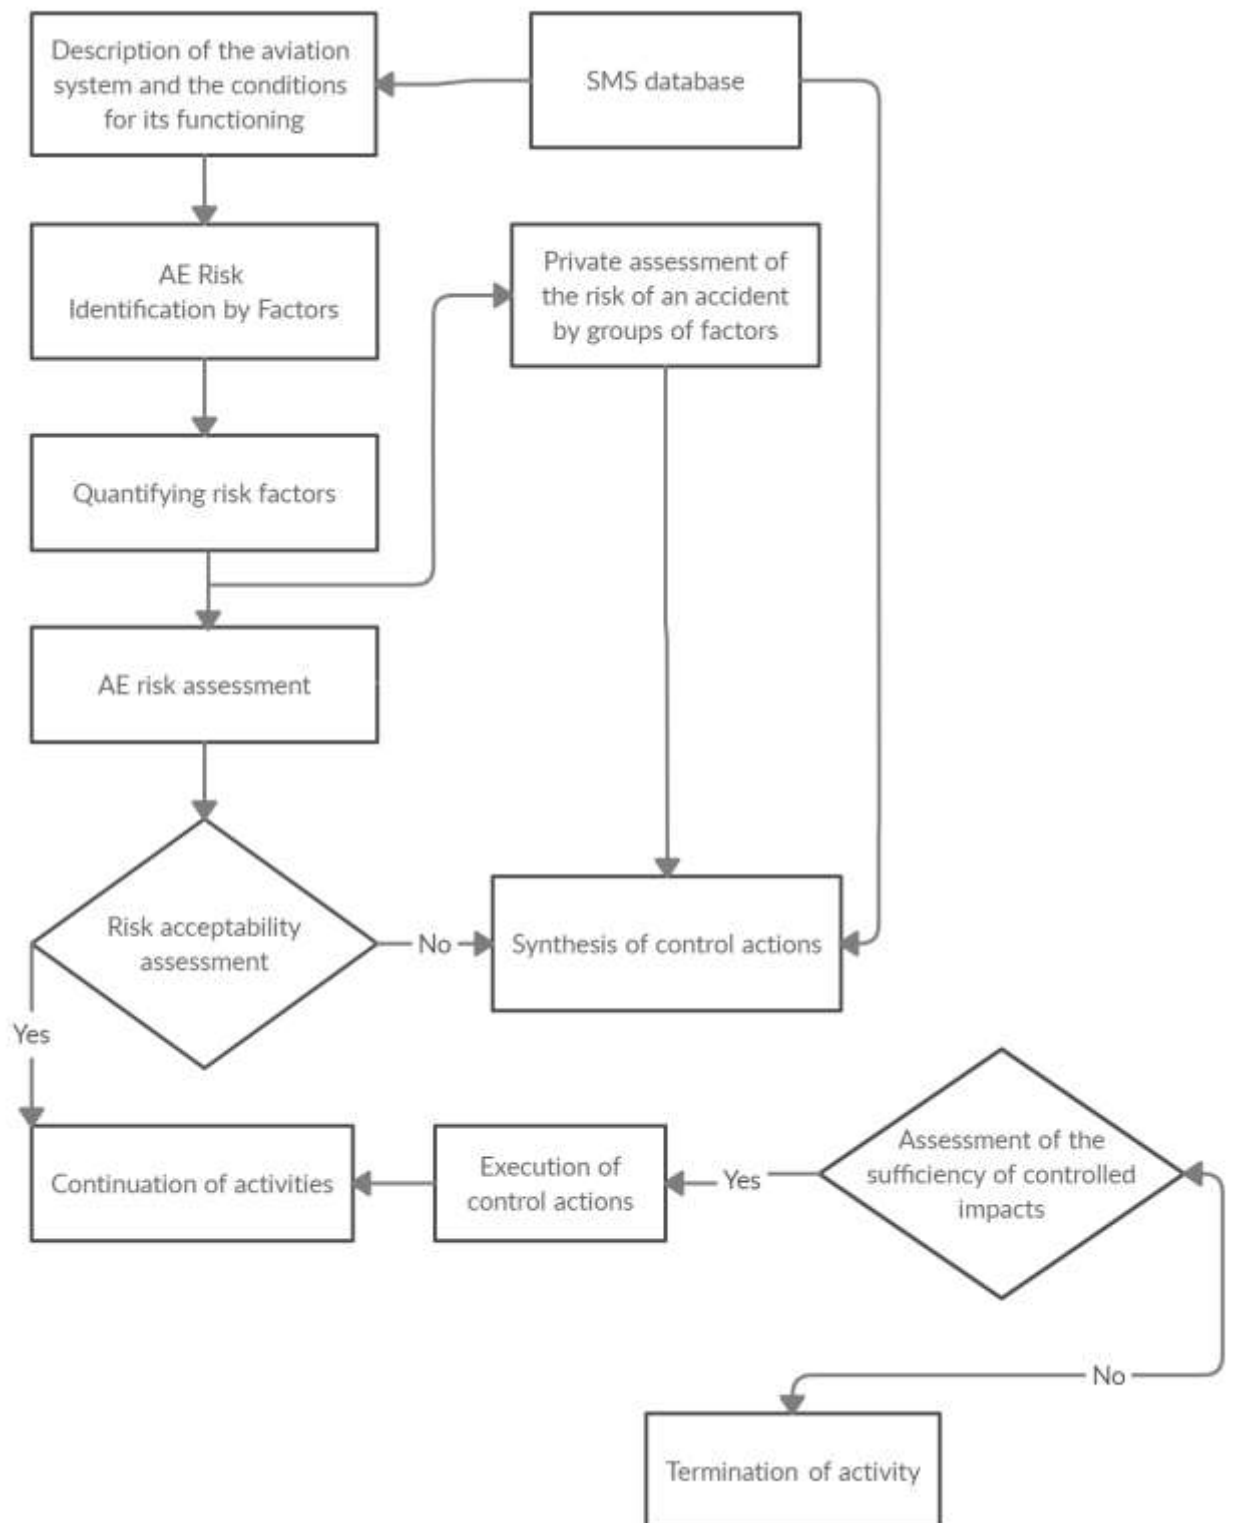 Description of the aviation
system and the conditions
for its functioning
SMS database
AE Risk
Identification by Factors
Private assessment of
the risk of an accident
by groups of factors
Quantifying risk factors
AE risk assessment
Risk acceptability
assessment
No
Synthesis of control actions
Yes
Continuation of activities
Execution of
control actions
Yes
Assessment of the
sufficiency of controlled
impacts
No
Termination of activity